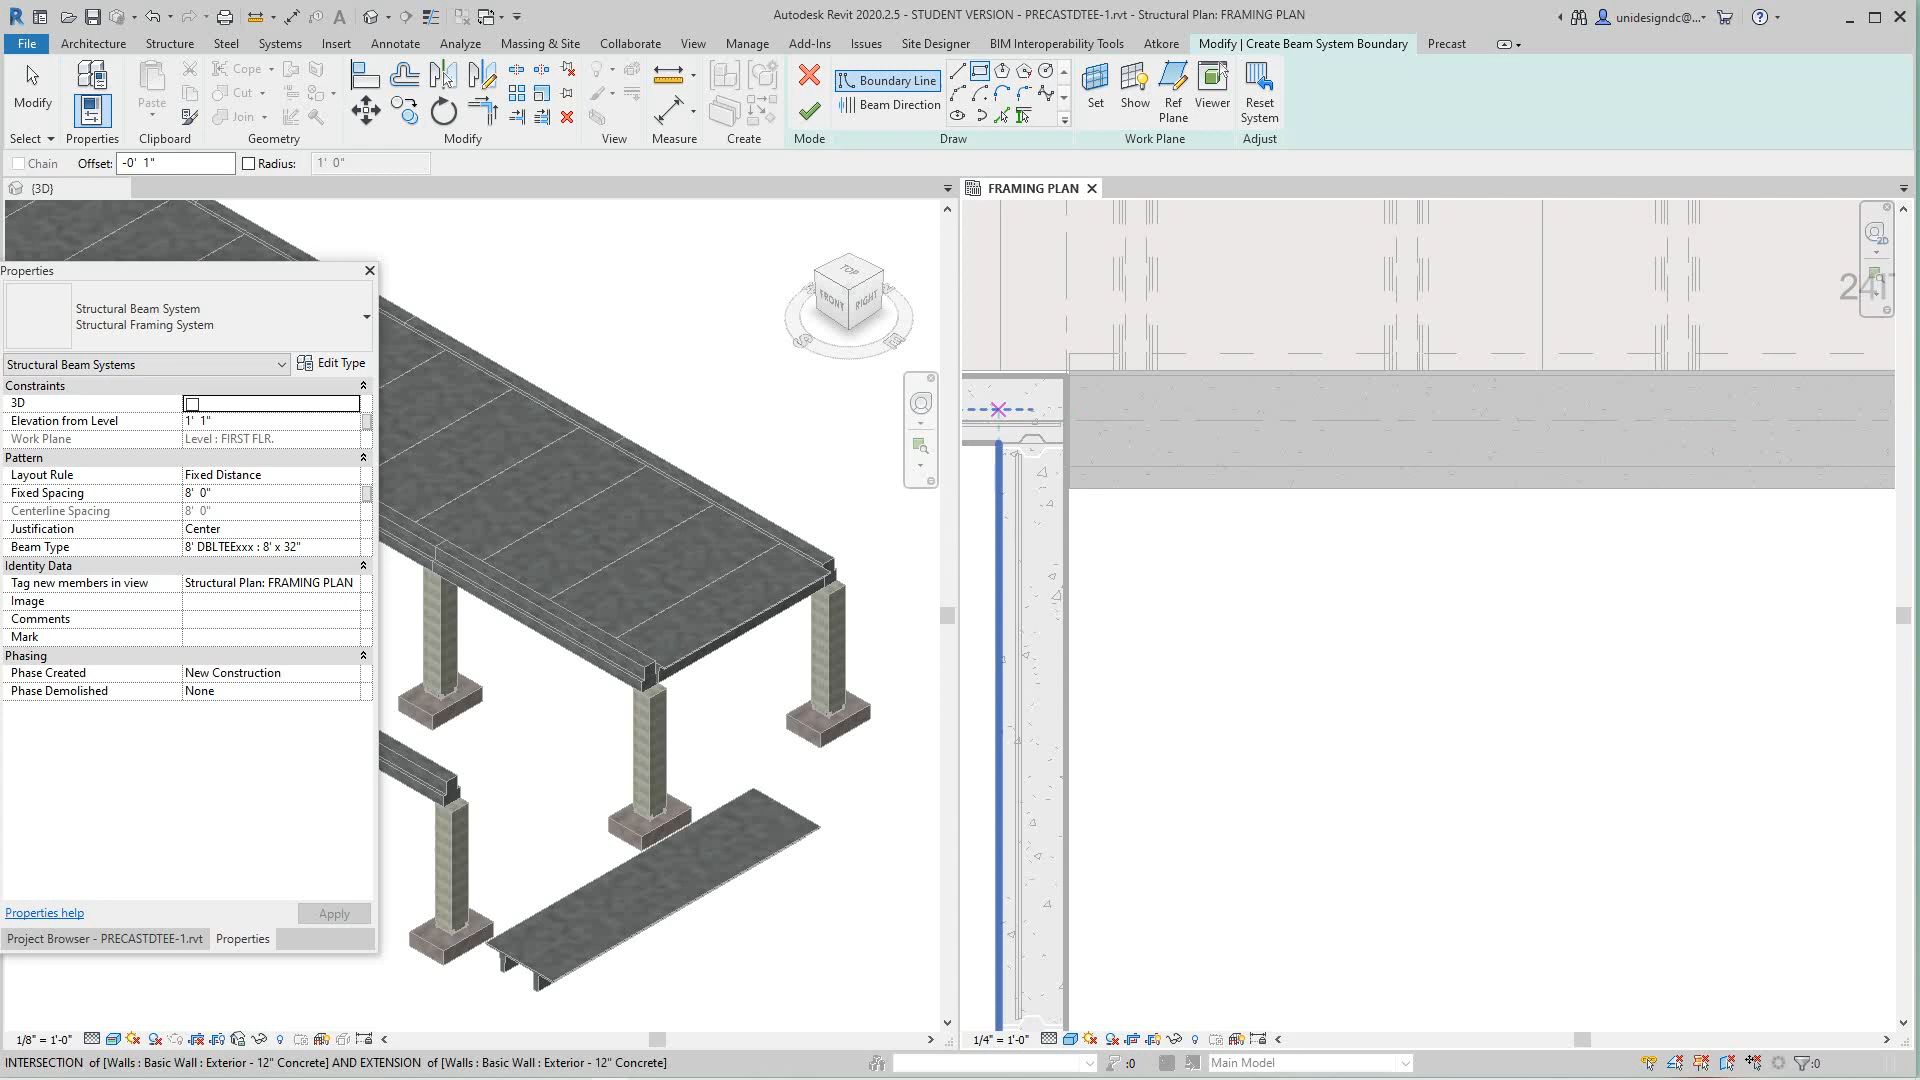 Autodesk Revit 2020.2.5 - STUDENT VERSION - PRECASTDTEE-1.rvt - Structural Plan: FRAMING PLAN
unidesigndc@...
File Architecture Structure Steel Systems Insert Annotate Analyze Massing & Site Collaborate View Manage Add-Ins Issues Site Designer BIM Interoperability Tools Atkore Modify | Create Beam System Boundary Precast
Modify
Paste
Cope
Cut
Join
Boundary Line
Beam Direction
Set
Show
Ref Plane
Viewer
Reset System
Select Properties Clipboard Geometry Modify View Measure Create Mode Draw Work Plane Adjust
Chain Offset: -0' 1" Radius: 1' 0"
{3D}
FRAMING PLAN
Properties
Structural Beam System
Structural Framing System
Structural Beam Systems Edit Type
Constraints
3D
Elevation from Level 1' 1"
Work Plane Level : FIRST FLR.
Pattern
Layout Rule Fixed Distance
Fixed Spacing 8' 0"
Centerline Spacing 8' 0"
Justification Center
Beam Type 8' DBLTEExxx : 8' x 32"
Identity Data
Tag new members in view Structural Plan: FRAMING PLAN
Image
Comments
Mark
Phasing
Phase Created New Construction
Phase Demolished None
Properties help Apply
Project Browser - PRECASTDTEE-1.rvt Properties
TOP
FRONT
RIGHT
2D
1/8" = 1'-0"
1/4" = 1'-0"
INTERSECTION of [Walls : Basic Wall : Exterior - 12" Concrete] AND EXTENSION of [Walls : Basic Wall : Exterior - 12" Concrete]
:0
Main Model
:0